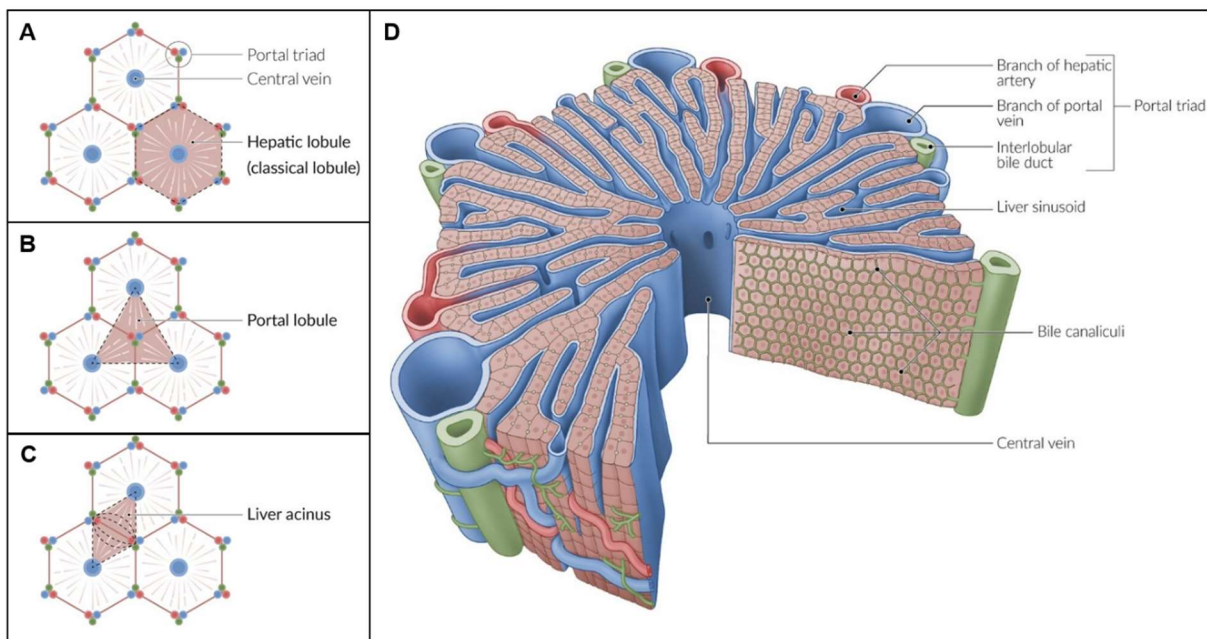 A
Portal triad
Central vein
Hepatic lobule
(classical lobule)
B
Portal lobule
C
Liver acinus
D
Branch of hepatic
artery
Branch of portal
vein
Portal triad
Interlobular
bile duct
Liver sinusoid
Bile canaliculi
Central vein